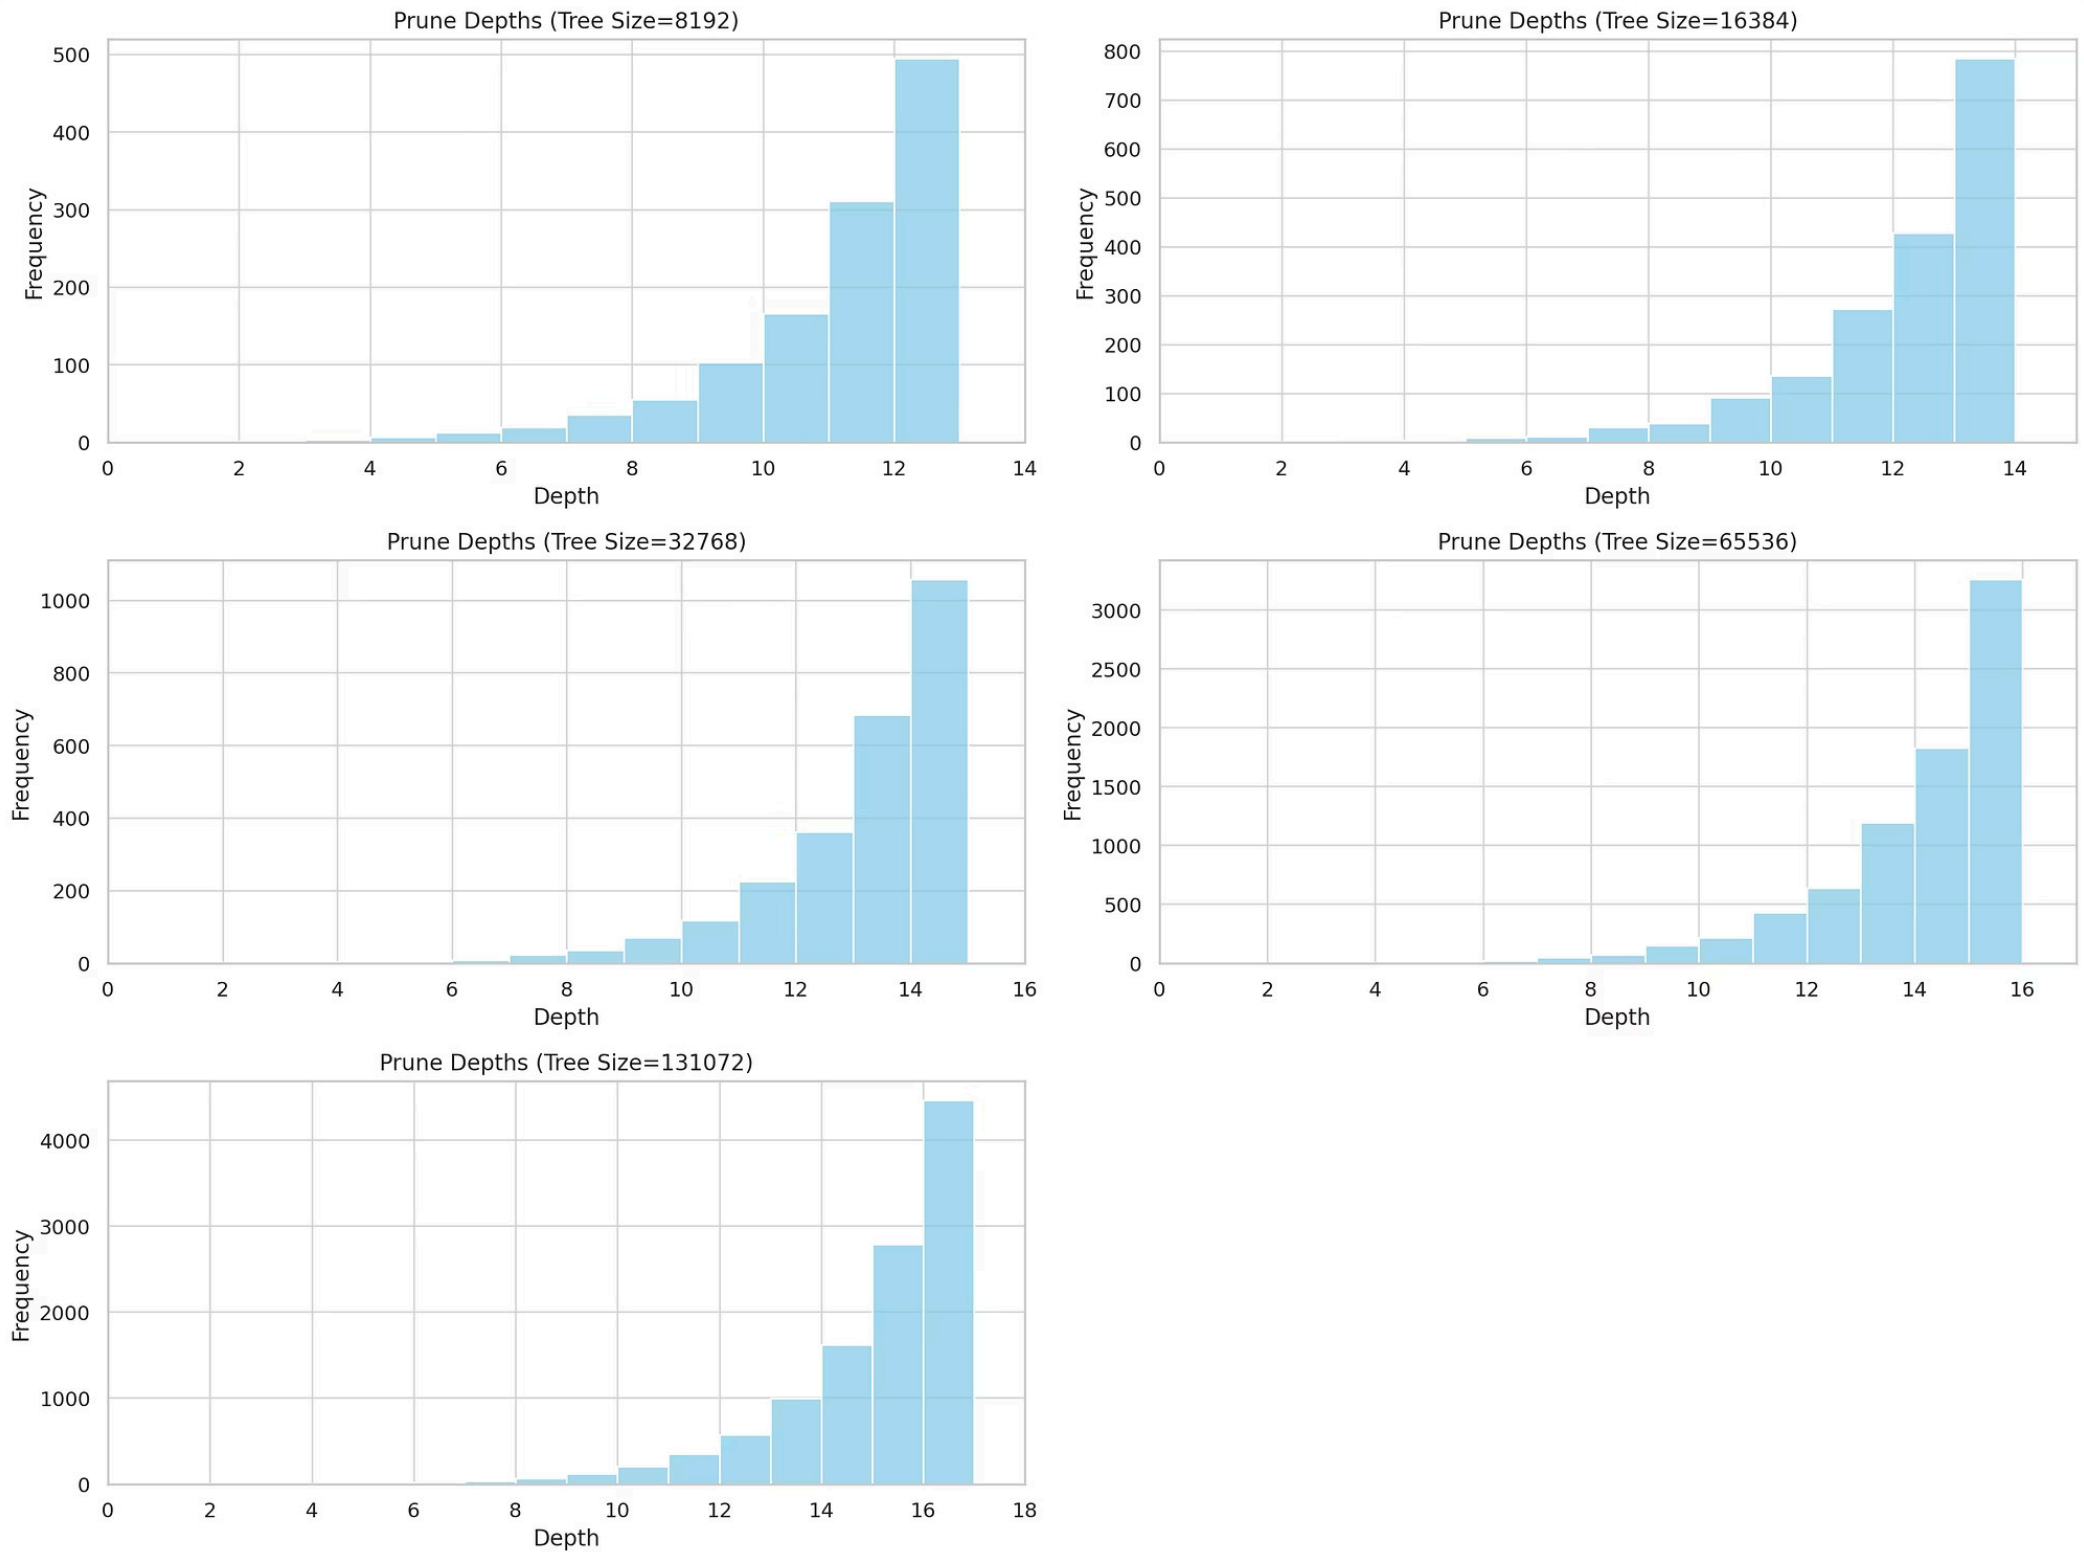 Prune Depths (Tree Size=8192)
500
400
300
200
100
0
Frequency
0 2 4 6 8 10 12 14
Depth
Prune Depths (Tree Size=16384)
800
700
600
500
400
300
200
100
0
Frequency
0 2 4 6 8 10 12 14
Depth
Prune Depths (Tree Size=32768)
1000
800
600
400
200
0
Frequency
0 2 4 6 8 10 12 14 16
Depth
Prune Depths (Tree Size=65536)
3000
2500
2000
1500
1000
500
0
Frequency
0 2 4 6 8 10 12 14 16
Depth
Prune Depths (Tree Size=131072)
4000
3000
2000
1000
0
Frequency
0 2 4 6 8 10 12 14 16 18
Depth